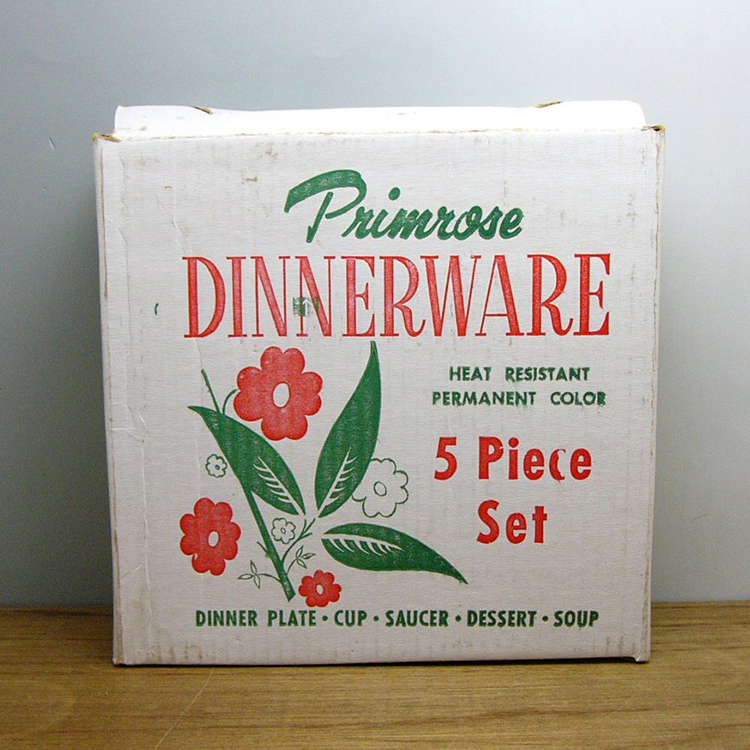 Primrose
DINNERWARE
HEAT RESISTANT
PERMANENT COLOR
5 Piece
Set
DINNER PLATE • CUP • SAUCER • DESSERT • SOUP